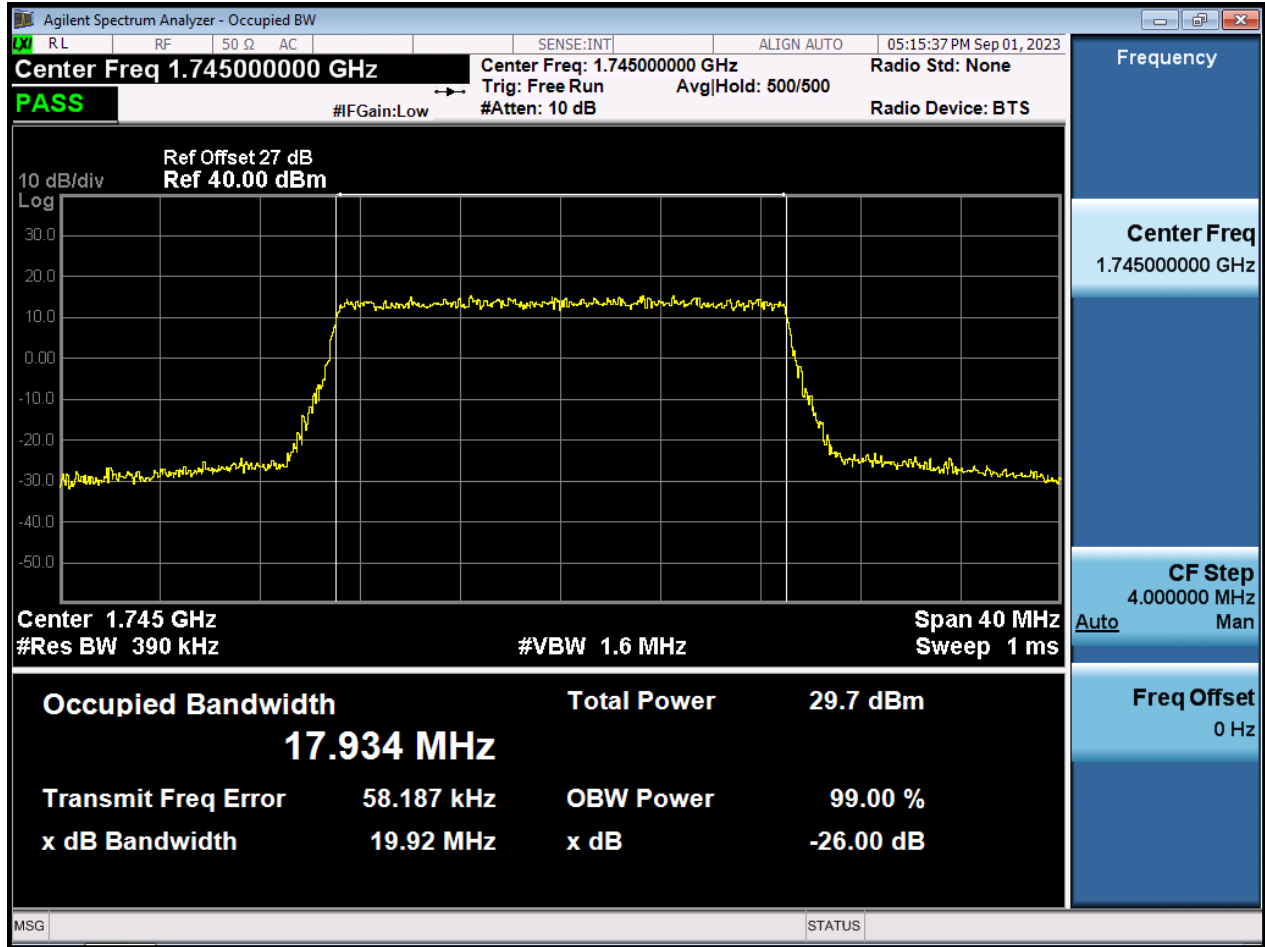 Agilent Spectrum Analyzer - Occupied BW
LXI RL RF 50 Ω AC SENSE:INT ALIGN AUTO 05:15:37 PM Sep 01, 2023
Center Freq 1.745000000 GHz
PASS
#IFGain:Low
Center Freq: 1.745000000 GHz
Trig: Free Run Avg|Hold: 500/500
#Atten: 10 dB
Radio Std: None
Radio Device: BTS
Ref Offset 27 dB
10 dB/div Ref 40.00 dBm
Log
30.0
20.0
10.0
0.00
-10.0
-20.0
-30.0
-40.0
-50.0
Center 1.745 GHz Span 40 MHz
#Res BW 390 kHz #VBW 1.6 MHz Sweep 1 ms
Occupied Bandwidth Total Power 29.7 dBm
17.934 MHz
Transmit Freq Error 58.187 kHz OBW Power 99.00 %
x dB Bandwidth 19.92 MHz x dB -26.00 dB
MSG STATUS
Frequency
Center Freq
1.745000000 GHz
CF Step
4.000000 MHz
Auto Man
Freq Offset
0 Hz